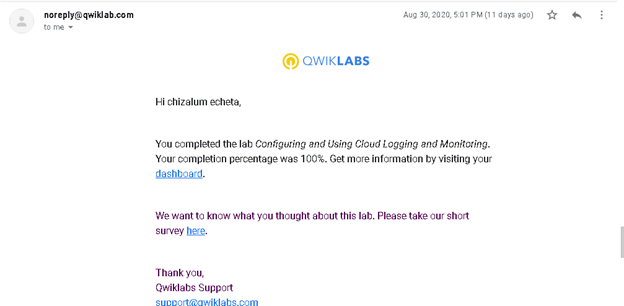 noreply@qwiklab.com
Aug 30, 2020, 5:01 PM (11 days ago)
to me
QWIKLABS
Hi chizalum echeta,
You completed the lab Configuring and Using Cloud Logging and Monitoring.
Your completion percentage was 100%. Get more information by visiting your
dashboard.
We want to know what you thought about this lab. Please take our short
survey here.
Thank you,
Qwiklabs Support
support@qwiklabs.com